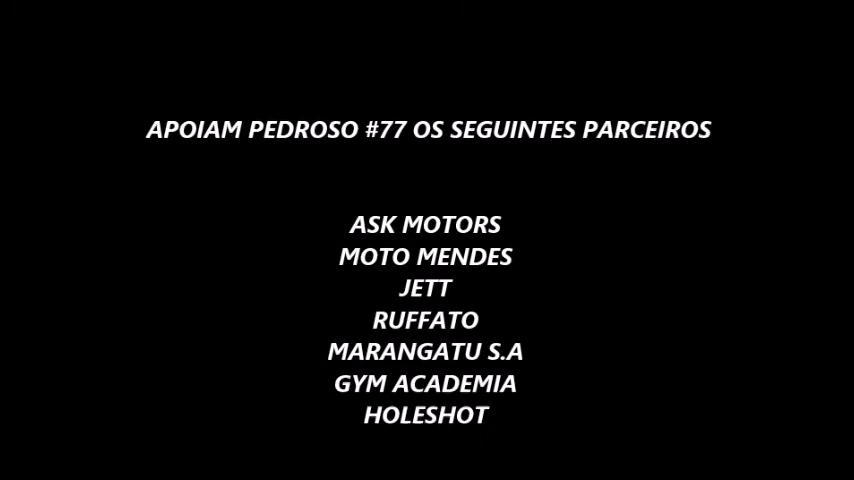 APOIAM PEDROSO #77 OS SEGUINTES PARCEIROS
ASK MOTORS
MOTO MENDES
JETT
RUFFATO
MARANGATU S.A
GYM ACADEMIA
HOLESHOT